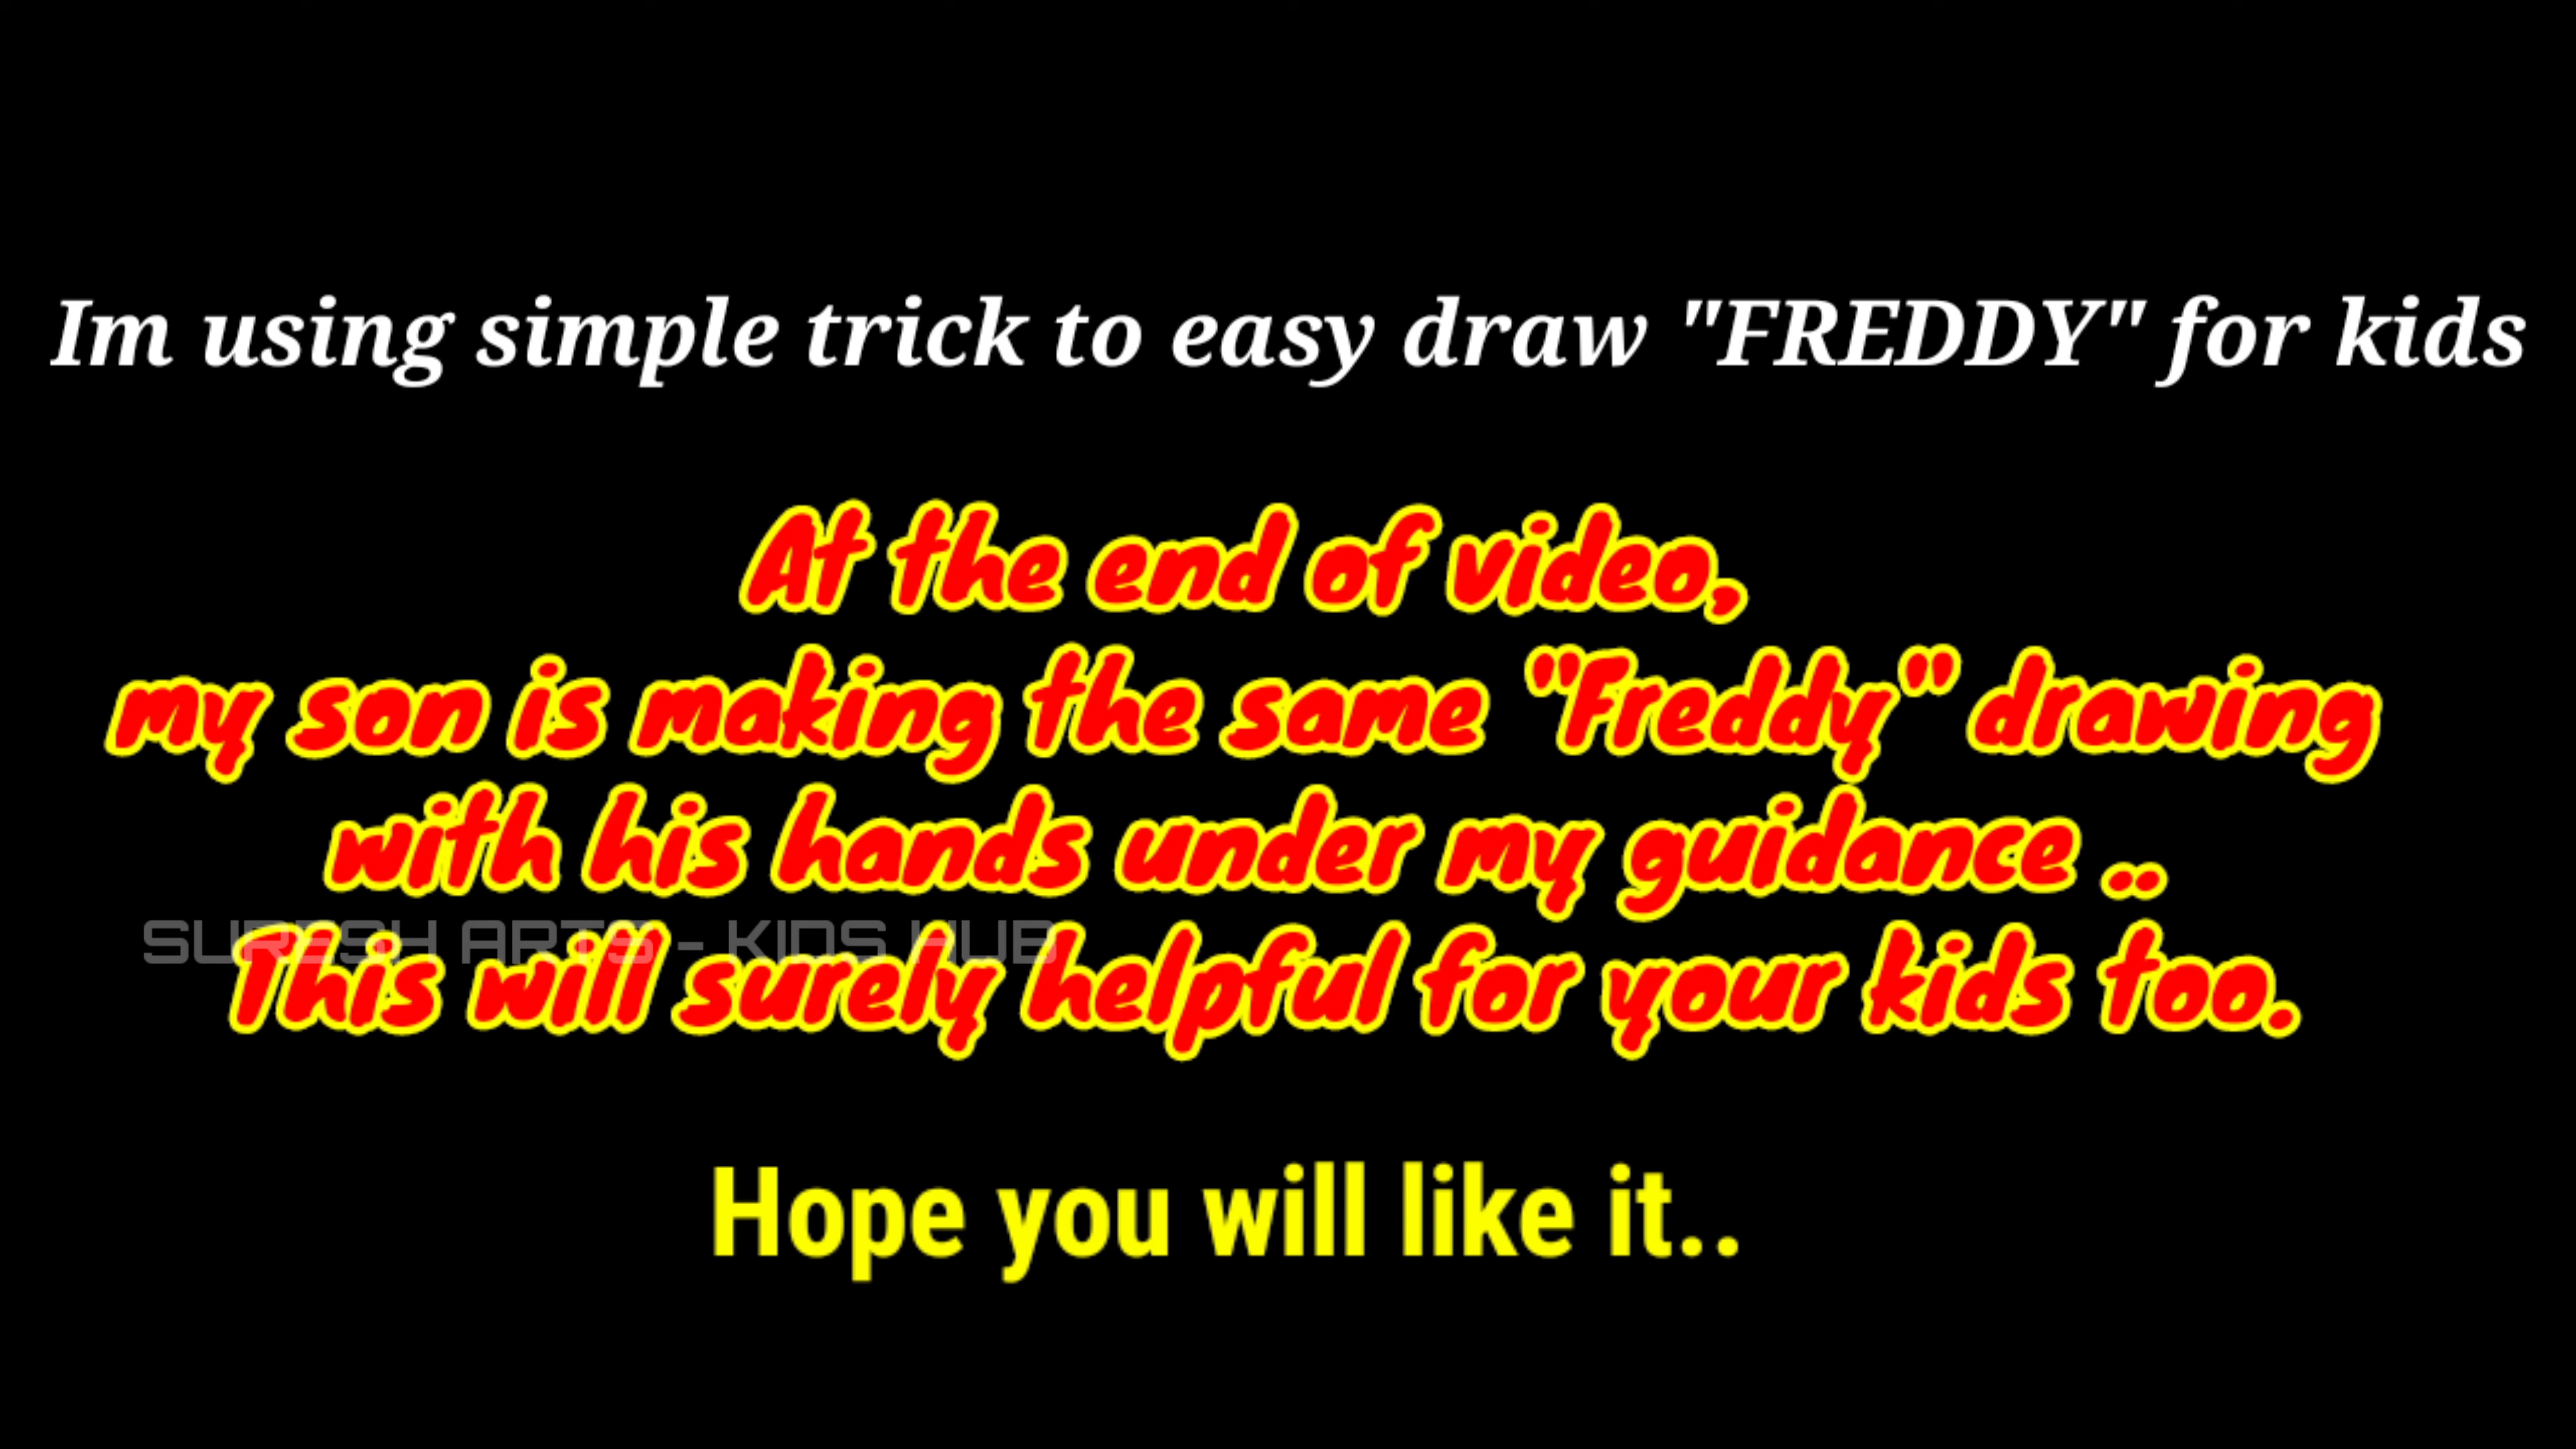 Im using simple trick to easy draw "FREDDY" for kids
At the end of video,
my son is making the same "Freddy" drawing
with his hands under my guidance ..
SURESH ARTS - KIDS HUB
This will surely helpful for your kids too.
Hope you will like it..